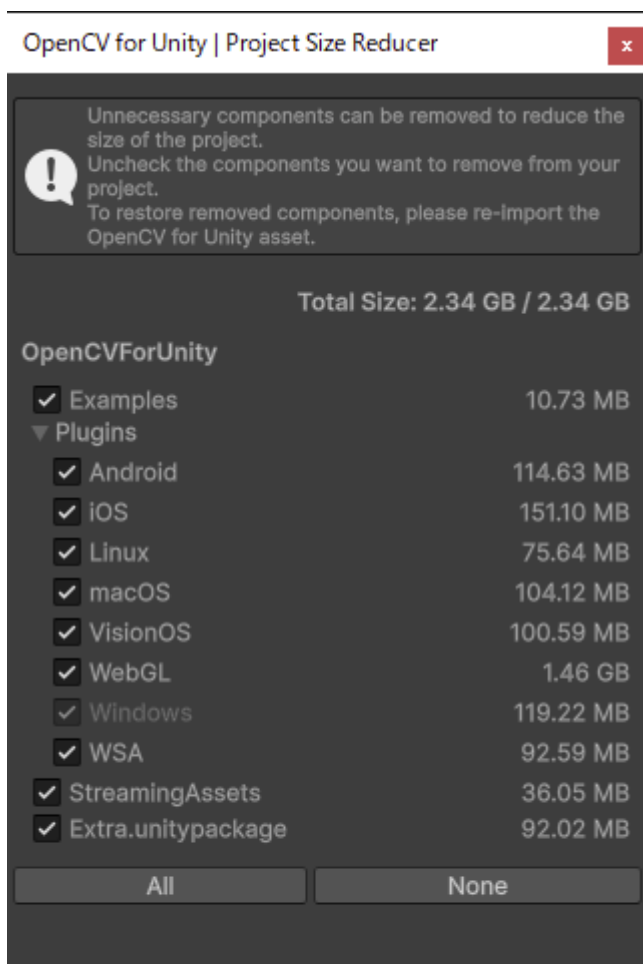 OpenCV for Unity | Project Size Reducer
x
Unnecessary components can be removed to reduce the
size of the project.
Uncheck the components you want to remove from your
project.
To restore removed components, please re-import the
OpenCV for Unity asset.
Total Size: 2.34 GB / 2.34 GB
OpenCVForUnity
Examples 10.73 MB
Plugins
Android 114.63 MB
iOS 151.10 MB
Linux 75.64 MB
macOS 104.12 MB
VisionOS 100.59 MB
WebGL 1.46 GB
Windows 119.22 MB
WSA 92.59 MB
StreamingAssets 36.05 MB
Extra.unitypackage 92.02 MB
All None